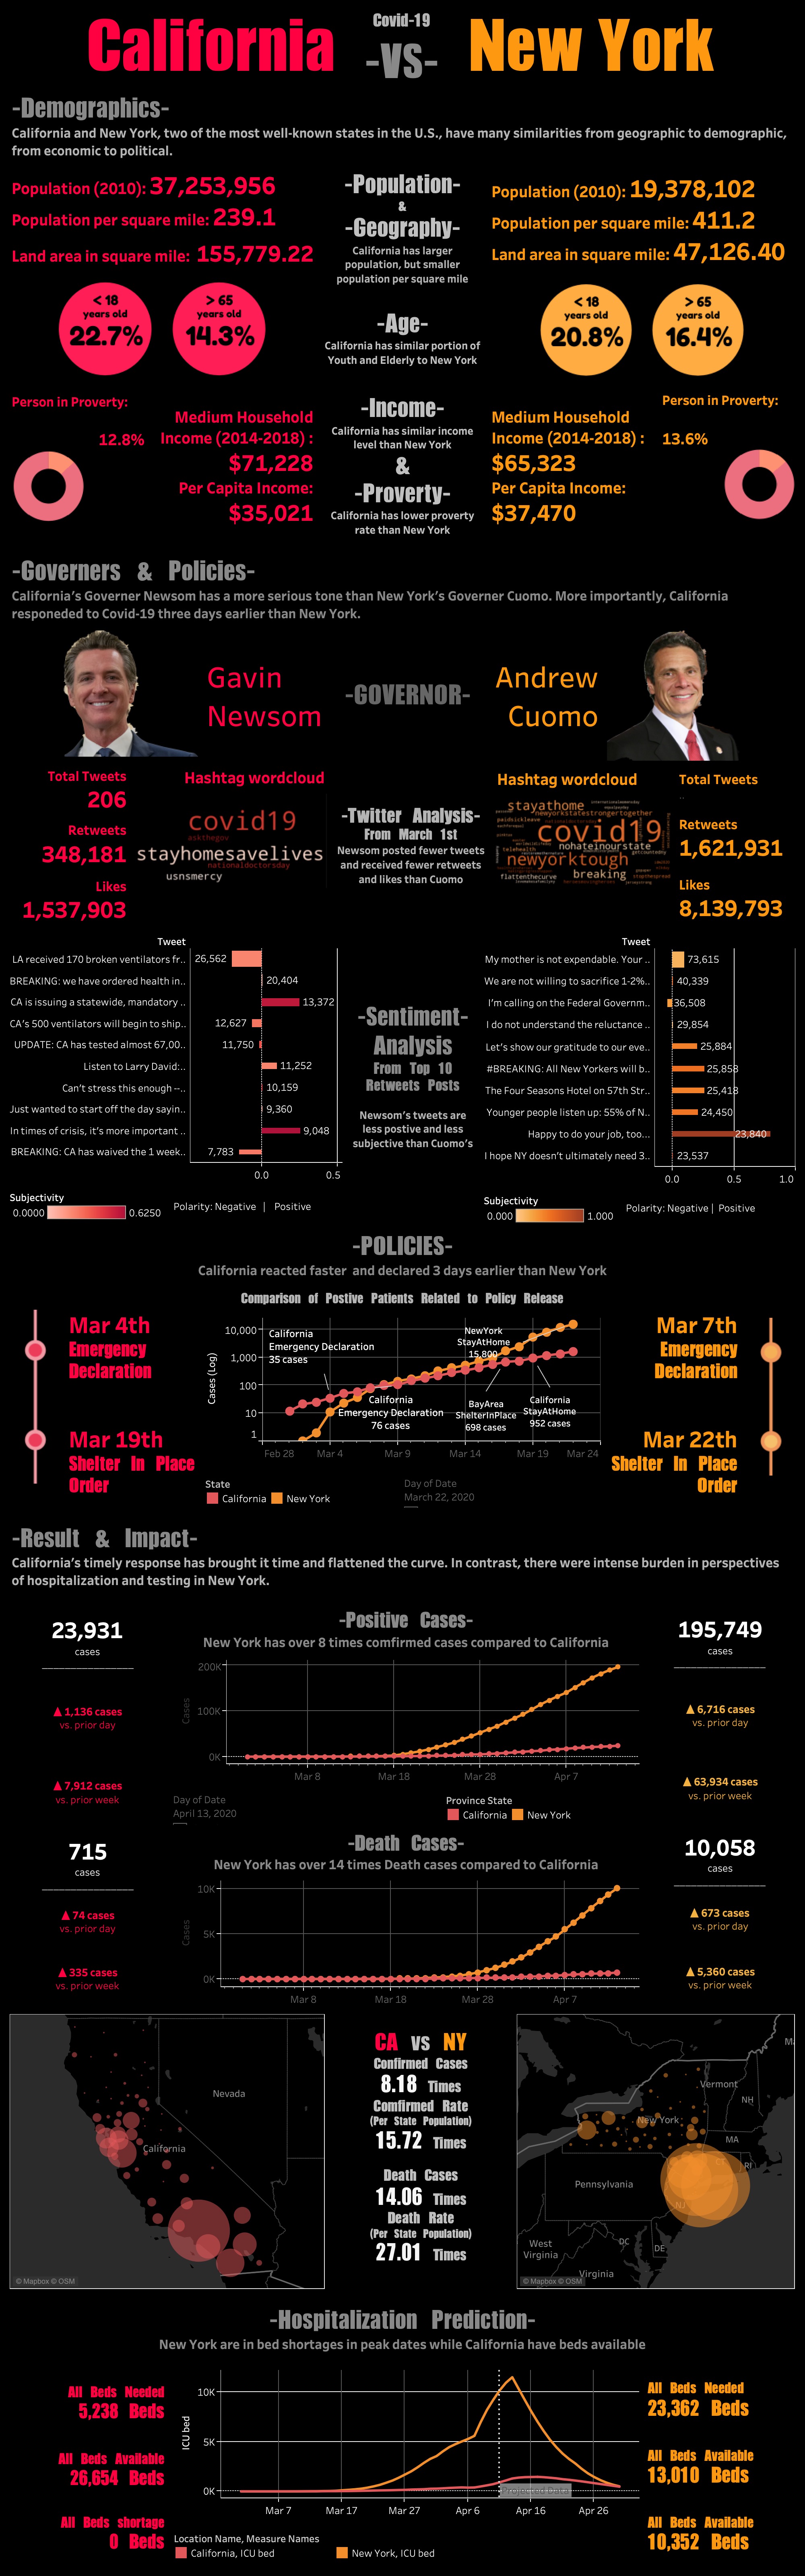 Covid-19
California -VS- New York
-Demographics-
California and New York, two of the most well-known states in the U.S., have many similarities from geographic to demographic,
from economic to political.
Population (2010): 37,253,956
Population per square mile: 239.1
Land area in square mile: 155,779.22
-Population-
&
-Geography-
California has larger
population, but smaller
population per square mile
Population (2010): 19,378,102
Population per square mile: 411.2
Land area in square mile: 47,126.40
< 18
years old
22.7%
> 65
years old
14.3%
-Age-
California has similar portion of
Youth and Elderly to New York
< 18
years old
20.8%
> 65
years old
16.4%
Person in Proverty:
12.8%
Medium Household
Income (2014-2018) :
$71,228
Per Capita Income:
$35,021
-Income-
California has similar income
level than New York
&
-Proverty-
California has lower proverty
rate than New York
Medium Household
Income (2014-2018) :
$65,323
Per Capita Income:
$37,470
Person in Proverty:
13.6%
-Governers & Policies-
California's Governer Newsom has a more serious tone than New York's Governer Cuomo. More importantly, California
responeded to Covid-19 three days earlier than New York.
Gavin
Newsom
-GOVERNOR-
Andrew
Cuomo
Total Tweets
206
Retweets
348,181
Likes
1,537,903
Hashtag wordcloud
covid19
askthegov
stayhomesavelives
nationaldoctorsday
usnsmercy
-Twitter Analysis-
From March 1st
Newsom posted fewer tweets
and received fewer retweets
and likes than Cuomo
Hashtag wordcloud
stayathome
newyorkstrongertogether
paidsickleave
covid19
nohateinourstate
telehealth
newyorktough
breaking
flattenthecurve
Total Tweets
..
Retweets
1,621,931
Likes
8,139,793
Tweet
LA received 170 broken ventilators fr.. 26,562
BREAKING: we have ordered health in.. 20,404
CA is issuing a statewide, mandatory .. 13,372
CA's 500 ventilators will begin to ship.. 12,627
UPDATE: CA has tested almost 67,00.. 11,750
Listen to Larry David:.. 11,252
Can't stress this enough --.. 10,159
Just wanted to start off the day sayin.. 9,360
In times of crisis, it's more important .. 9,048
BREAKING: CA has waived the 1 week.. 7,783
0.0 0.5
Subjectivity
0.0000 0.6250
Polarity: Negative | Positive
-Sentiment-
Analysis
From Top 10
Retweets Posts
Newsom's tweets are
less postive and less
subjective than Cuomo's
Tweet
My mother is not expendable. Your .. 73,615
We are not willing to sacrifice 1-2%.. 40,339
I'm calling on the Federal Governm.. 36,508
I do not understand the reluctance .. 29,854
Let's show our gratitude to our eve.. 25,884
#BREAKING: All New Yorkers will b.. 25,858
The Four Seasons Hotel on 57th Str.. 25,418
Younger people listen up: 55% of N.. 24,450
Happy to do your job, too... 23,840
I hope NY doesn't ultimately need 3.. 23,537
0.0 0.5 1.0
Subjectivity
0.000 1.000
Polarity: Negative | Positive
-POLICIES-
California reacted faster and declared 3 days earlier than New York
Mar 4th
Emergency
Declaration
Mar 19th
Shelter In Place
Order
Comparison of Postive Patients Related to Policy Release
Cases (Log)
10,000
1,000
100
10
1
California
Emergency Declaration
35 cases
NewYork
StayAtHome
15,800
California
Emergency Declaration
76 cases
BayArea
ShelterInPlace
698 cases
California
StayAtHome
952 cases
Feb 28 Mar 4 Mar 9 Mar 14 Mar 19 Mar 24
State
California New York
Day of Date
March 22, 2020
Mar 7th
Emergency
Declaration
Mar 22th
Shelter In Place
Order
-Result & Impact-
California's timely response has brought it time and flattened the curve. In contrast, there were intense burden in perspectives
of hospitalization and testing in New York.
23,931
cases
▲ 1,136 cases
vs. prior day
▲ 7,912 cases
vs. prior week
-Positive Cases-
New York has over 8 times comfirmed cases compared to California
Cases
200K
100K
0K
Mar 8 Mar 18 Mar 28 Apr 7
Day of Date
April 13, 2020
Province State
California New York
195,749
cases
▲ 6,716 cases
vs. prior day
▲ 63,934 cases
vs. prior week
715
cases
▲ 74 cases
vs. prior day
▲ 335 cases
vs. prior week
-Death Cases-
New York has over 14 times Death cases compared to California
Cases
10K
5K
0K
Mar 8 Mar 18 Mar 28 Apr 7
10,058
cases
▲ 673 cases
vs. prior day
▲ 5,360 cases
vs. prior week
Nevada
California
© Mapbox © OSM
CA VS NY
Confirmed Cases
8.18 Times
Comfirmed Rate
(Per State Population)
15.72 Times
Death Cases
14.06 Times
Death Rate
(Per State Population)
27.01 Times
Vermont
NH
New York
MA
CT
RI
Pennsylvania
NJ
West
Virginia
DC
DE
Virginia
© Mapbox © OSM
-Hospitalization Prediction-
New York are in bed shortages in peak dates while California have beds available
All Beds Needed
5,238 Beds
All Beds Available
26,654 Beds
All Beds shortage
0 Beds
ICU bed
10K
5K
0K
Projected Data
Mar 7 Mar 17 Mar 27 Apr 6 Apr 16 Apr 26
Location Name, Measure Names
California, ICU bed New York, ICU bed
All Beds Needed
23,362 Beds
All Beds Available
13,010 Beds
All Beds Available
10,352 Beds